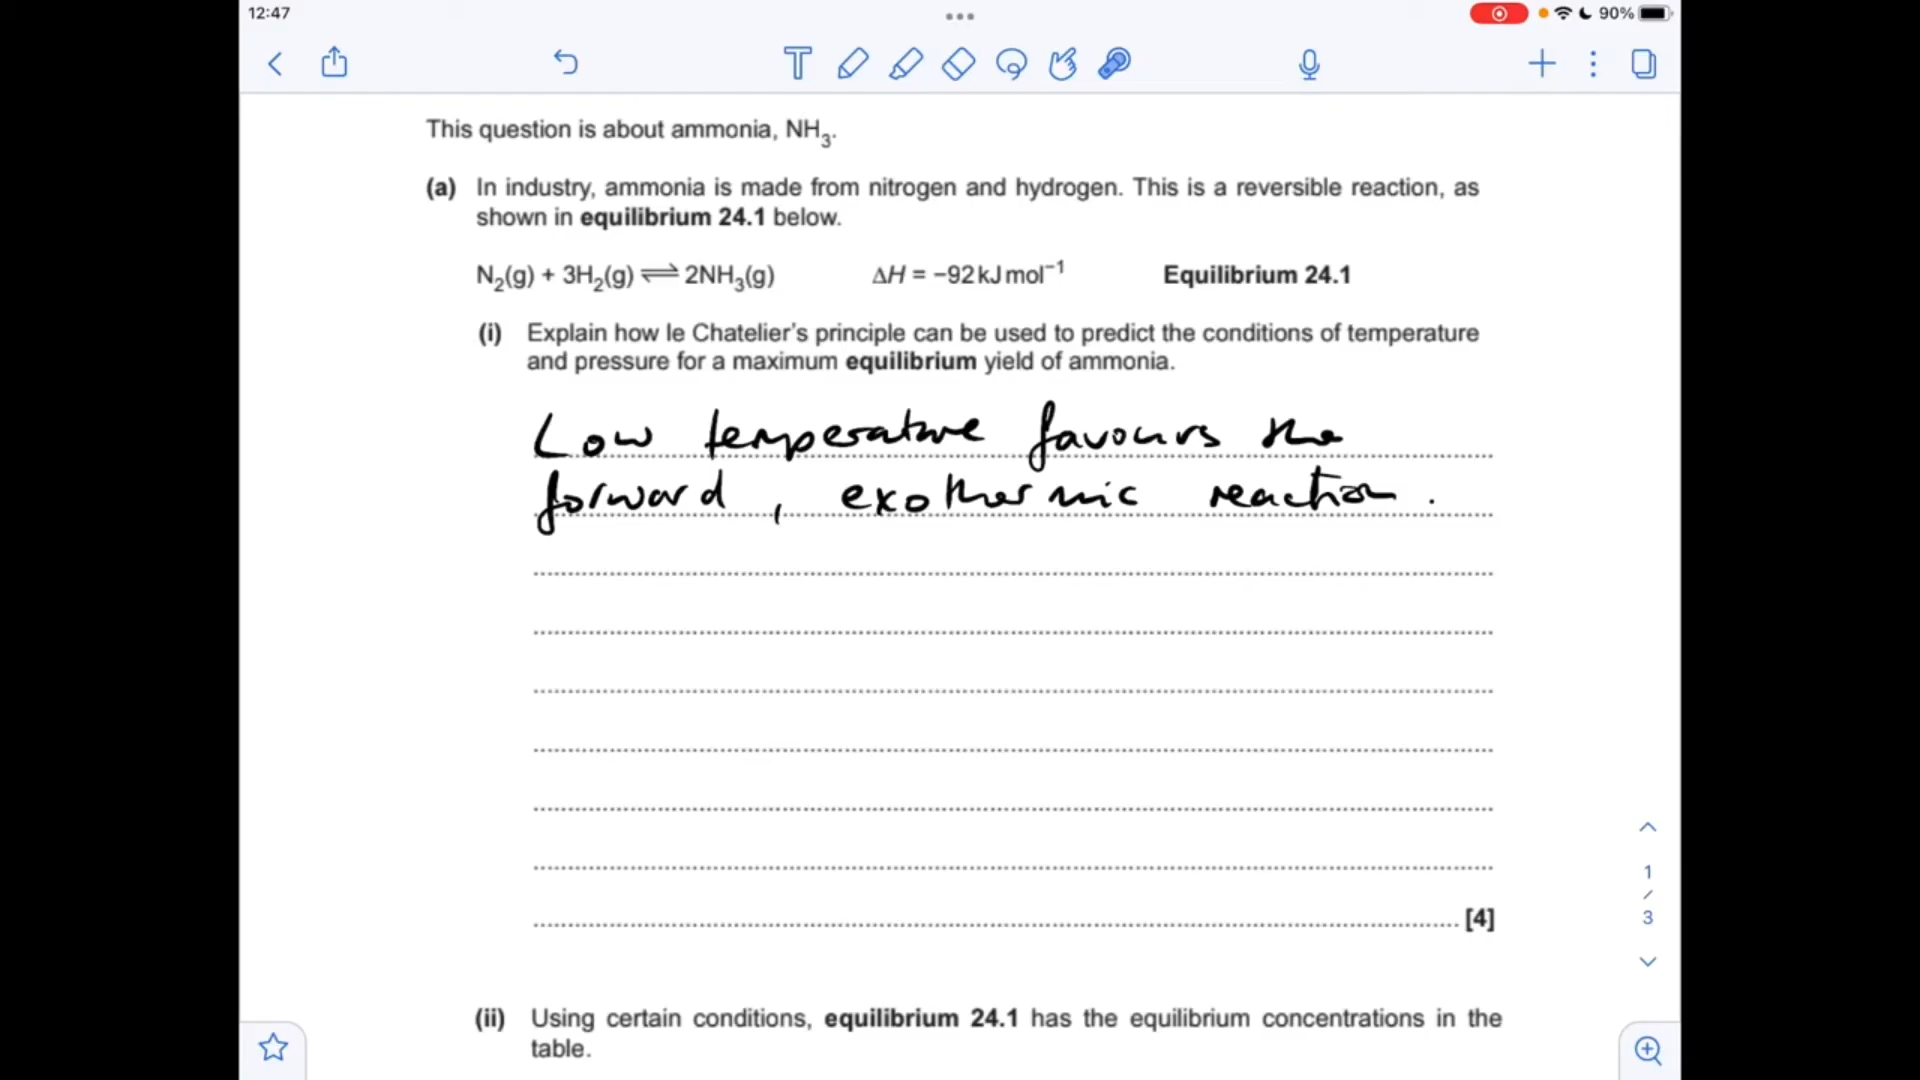 12:47
90%
This question is about ammonia, NH₃.
(a) In industry, ammonia is made from nitrogen and hydrogen. This is a reversible reaction, as
shown in equilibrium 24.1 below.
N₂(g) + 3H₂(g) ⇌ 2NH₃(g) ΔH = −92 kJ mol⁻¹ Equilibrium 24.1
(i) Explain how le Chatelier's principle can be used to predict the conditions of temperature
and pressure for a maximum equilibrium yield of ammonia.
Low temperature favours the
forward, exothermic reaction.
[4]
1
/
3
(ii) Using certain conditions, equilibrium 24.1 has the equilibrium concentrations in the
table.